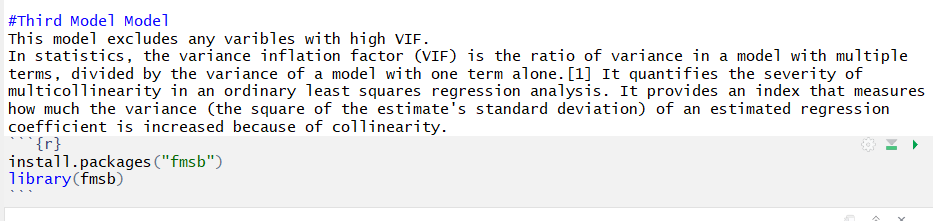 #Third Model Model
This model excludes any varibles with high VIF.
In statistics, the variance inflation factor (VIF) is the ratio of variance in a model with multiple
terms, divided by the variance of a model with one term alone.[1] It quantifies the severity of
multicollinearity in an ordinary least squares regression analysis. It provides an index that measures
how much the variance (the square of the estimate's standard deviation) of an estimated regression
coefficient is increased because of collinearity.
```{r}
install.packages("fmsb")
library(fmsb)
```